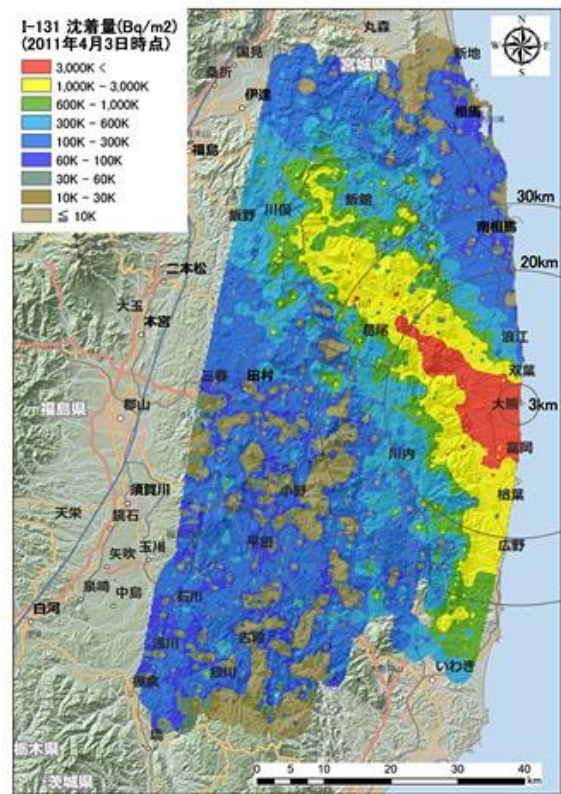 I-131 沈着量(Bq/m2)
(2011年4月3日時点)
3,000K <
1,000K - 3,000K
600K - 1,000K
300K - 600K
100K - 300K
60K - 100K
30K - 60K
10K - 30K
≦ 10K
N
W
E
S
丸森
国見
新地
宮城県
桑折
伊達
相馬
福島
飯舘
30km
飯野
川俣
南相馬
20km
二本松
大玉
葛尾
浪江
本宮
双葉
三春
田村
大熊
3km
福島県
郡山
富岡
川内
小野
楢葉
須賀川
天栄
鏡石
平田
広野
矢吹
玉川
泉崎
中島
石川
白河
古殿
浅川
いわき
鮫川
棚倉
塙
栃木県
茨城県
0 5 10 20 30 40
km